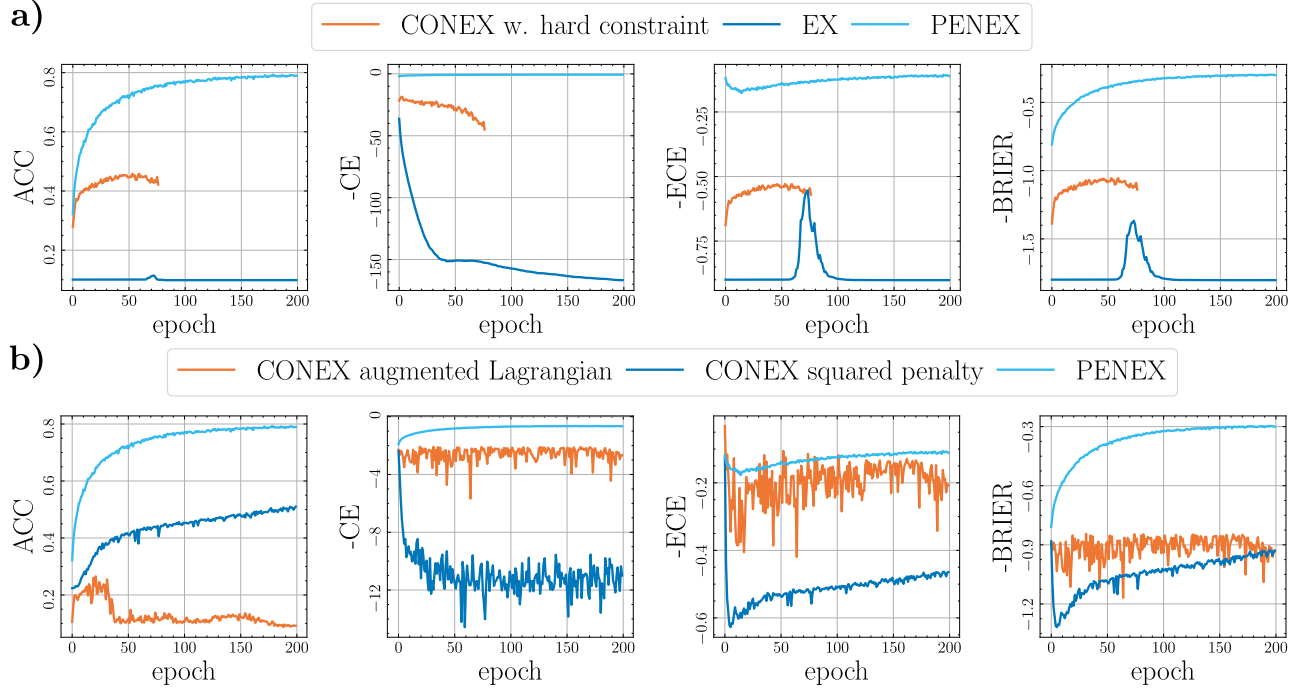 a)
CONEX w. hard constraint EX PENEX
ACC
0.8
0.6
0.4
0.2
0 50 100 150 200
epoch
-CE
0
−50
−100
−150
0 50 100 150 200
epoch
-ECE
−0.25
−0.50
−0.75
0 50 100 150 200
epoch
-BRIER
−0.5
−1.0
−1.5
0 50 100 150 200
epoch
b)
CONEX augmented Lagrangian CONEX squared penalty PENEX
ACC
0.8
0.6
0.4
0.2
0 50 100 150 200
epoch
-CE
0
−4
−8
−12
0 50 100 150 200
epoch
-ECE
−0.2
−0.4
−0.6
0 50 100 150 200
epoch
-BRIER
−0.3
−0.6
−0.9
−1.2
0 50 100 150 200
epoch